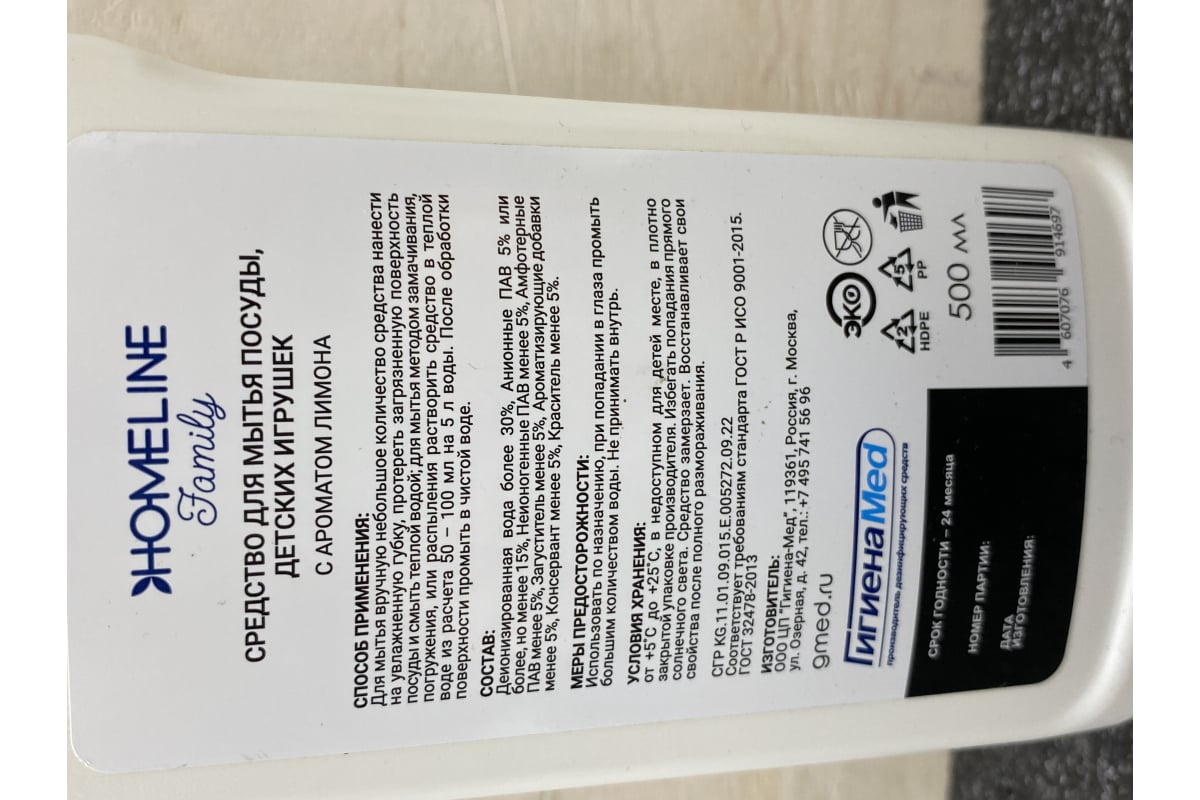 HOMELINE
Family
СРЕДСТВО ДЛЯ МЫТЬЯ ПОСУДЫ,
ДЕТСКИХ ИГРУШЕК
С АРОМАТОМ ЛИМОНА
СПОСОБ ПРИМЕНЕНИЯ:
Для мытья вручную небольшое количество средства нанести
на увлажненную губку, протереть загрязненную поверхность
посуды и смыть теплой водой, для мытья методом замачивания,
погружения, или распыления растворить средство в теплой
воде из расчета 50 – 100 мл на 5 л воды. После обработки
поверхности промыть в чистой воде.
СОСТАВ:
Деионизированная вода более 30%, Анионные ПАВ 5% или
более, но менее 15%, Неионогенные ПАВ менее 5%, Амфотерные
ПАВ менее 5%, Загуститель менее 5%, Ароматизирующие добавки
менее 5%, Консервант менее 5%, Краситель менее 5%.
МЕРЫ ПРЕДОСТОРОЖНОСТИ:
Использовать по назначению, при попадании в глаза промыть
большим количеством воды. Не принимать внутрь.
УСЛОВИЯ ХРАНЕНИЯ:
от +5°С до +25°С, в недоступном для детей месте, в плотно
закрытой упаковке производителя. Избегать попадания прямого
солнечного света. Средство замерзает. Восстанавливает свои
свойства после полного размораживания.
СГР KG.11.01.09.015.E.005272.09.22
Соответствует требованиям стандарта ГОСТ Р ИСО 9001-2015.
ГОСТ 32478-2013
ИЗГОТОВИТЕЛЬ:
ООО ЦП "Гигиена-Мед", 119361, Россия, г. Москва,
ул. Озерная, д. 42, тел.: +7 495 741 56 96
gmed.ru
ГигиенаMed
производитель дезинфицирующих средств
ЭКО
2
HDPE
5
PP
500 мл
СРОК ГОДНОСТИ – 24 месяца
НОМЕР ПАРТИИ:
ДАТА
ИЗГОТОВЛЕНИЯ:
4 607076 914697